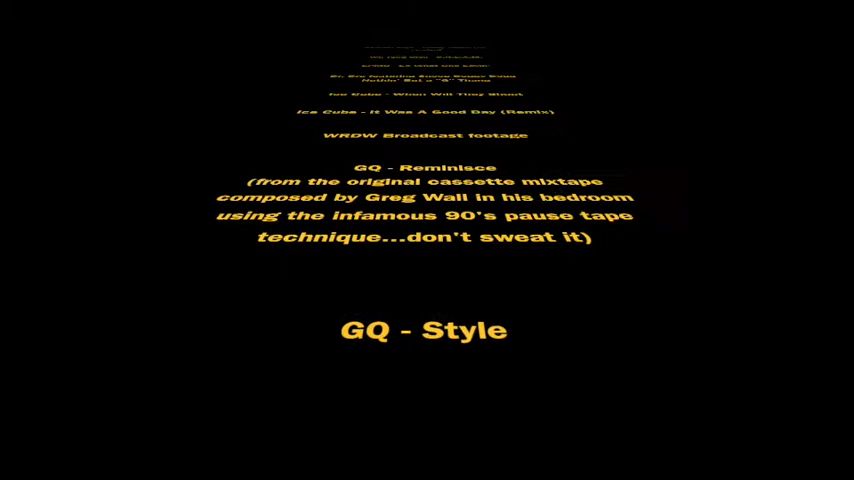 Dr. Dre featuring Snoop Doggy Dogg
Nothin' But a "G" Thang
Ice Cube - When Will They Shoot
Ice Cube - It Was A Good Day (Remix)
WRDW Broadcast footage
GQ - Reminisce
(from the original cassette mixtape
composed by Greg Wall in his bedroom
using the infamous 90's pause tape
technique...don't sweat it)
GQ - Style